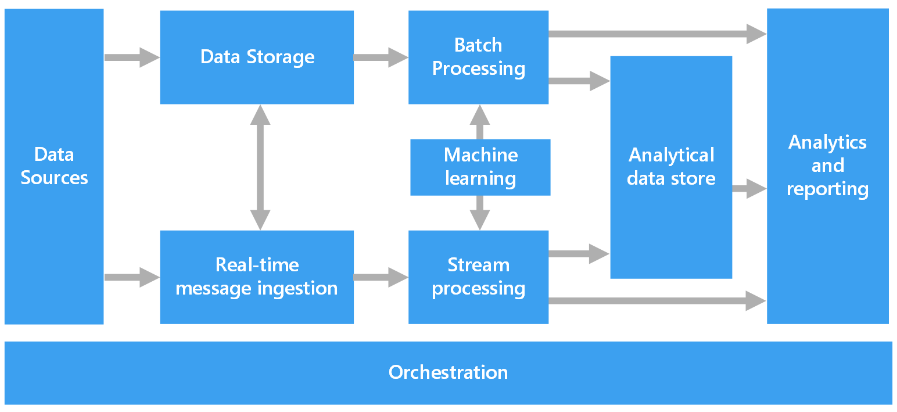 Data
Sources
Data Storage
Real-time
message ingestion
Batch
Processing
Machine
learning
Stream
processing
Analytical
data store
Analytics
and
reporting
Orchestration